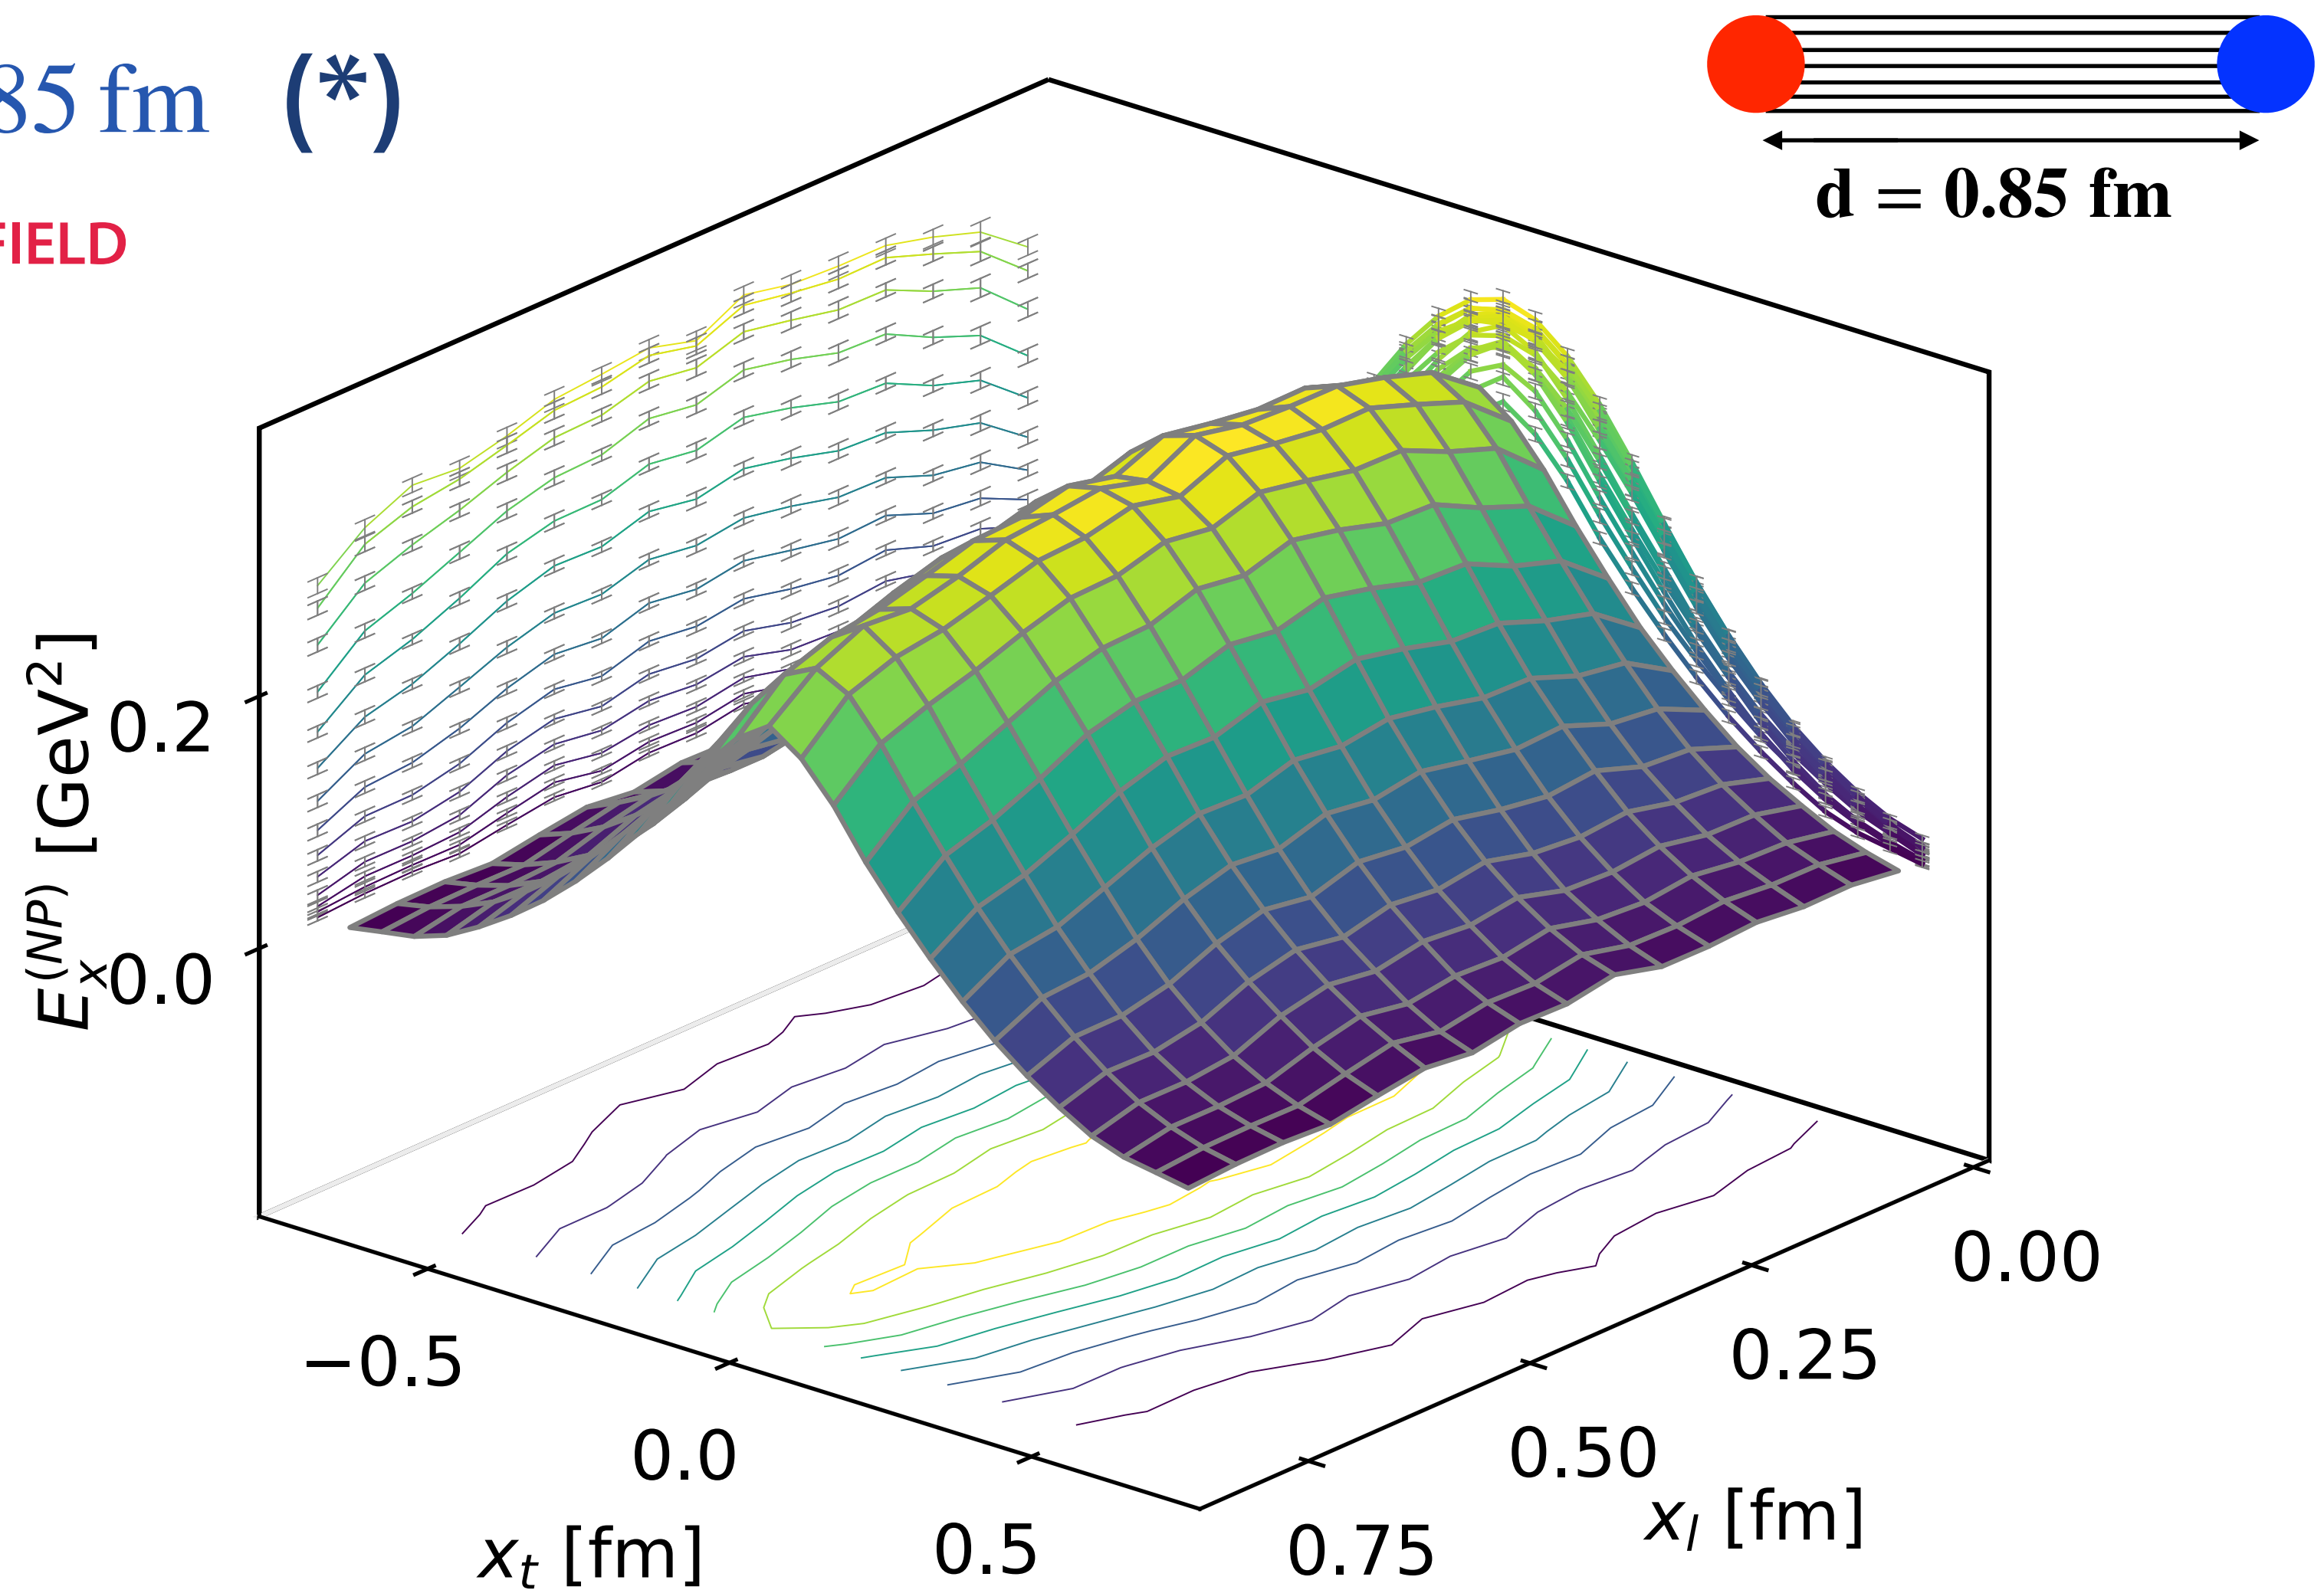 85 fm (*)
FIELD
d = 0.85 fm
E_x^{(NP)} [GeV^2]
0.2
0.0
−0.5
0.0
0.5
x_t [fm]
0.00
0.25
0.50
0.75
x_l [fm]